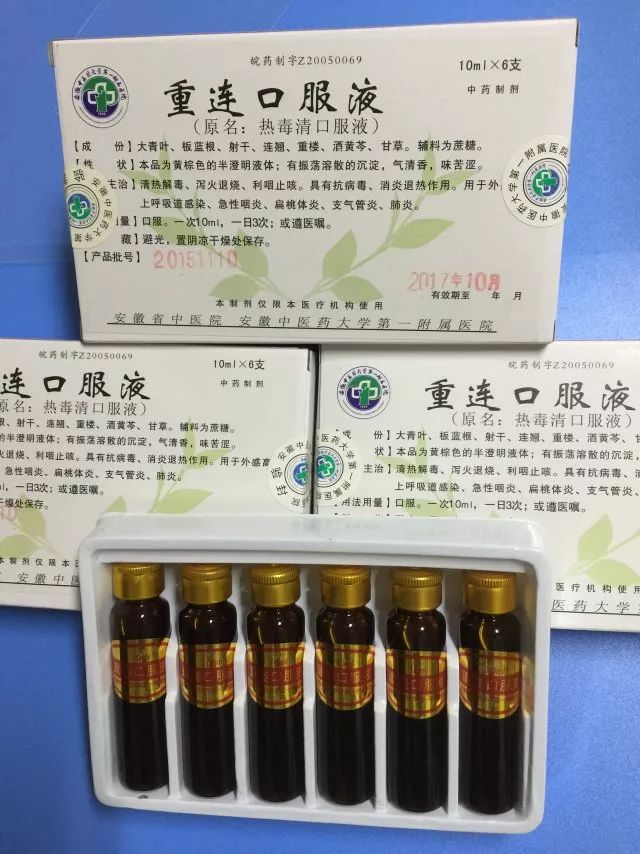 皖药制字Z20050069
10ml×6支
重连口服液
中药制剂
（原名：热毒清口服液）
【成 份】大青叶、板蓝根、射干、连翘、重楼、酒黄芩、甘草。辅料为蔗糖。
【性 状】本品为黄棕色的半澄明液体；有振荡溶散的沉淀，气清香，味苦涩。
主治】清热解毒、泻火退烧、利咽止咳。具有抗病毒、消炎退热作用。用于外
上呼吸道感染、急性咽炎、扁桃体炎、支气管炎、肺炎。
用量】口服。一次10ml，一日3次；或遵医嘱。
藏】避光，置阴凉干燥处保存。
【产品批号】20151110
2017年10月
有效期至 年 月
本制剂仅限本医疗机构使用
安徽省中医院 安徽中医药大学第一附属医院
皖药制字Z20050069
10ml×6支
连口服液
中药制剂
原名：热毒清口服液）
大青叶、板蓝根、射干、连翘、重楼、酒黄芩、甘草。辅料为蔗糖。
的半澄明液体；有振荡溶散的沉淀，气清香，味苦涩。
退烧、利咽止咳。具有抗病毒、消炎退热作用。用于外感高
、急性咽炎、扁桃体炎、支气管炎、肺炎。
ml，一日3次；或遵医嘱。
燥处保存。
本制剂仅限本医
安徽中医
皖药制字Z200500
重连口服液
（原名：热毒清口服液）
份】大青叶、板蓝根、射干、连翘、重楼、酒黄芩、甘
状】本品为黄棕色的半澄明液体；有振荡溶散的沉淀，气
主治】清热解毒、泻火退烧、利咽止咳。具有抗病毒、消
上呼吸道感染、急性咽炎、扁桃体炎、支气管炎
用法用量】口服。一次10ml，一日3次；或遵医嘱。
医疗机构使用
医药大学第